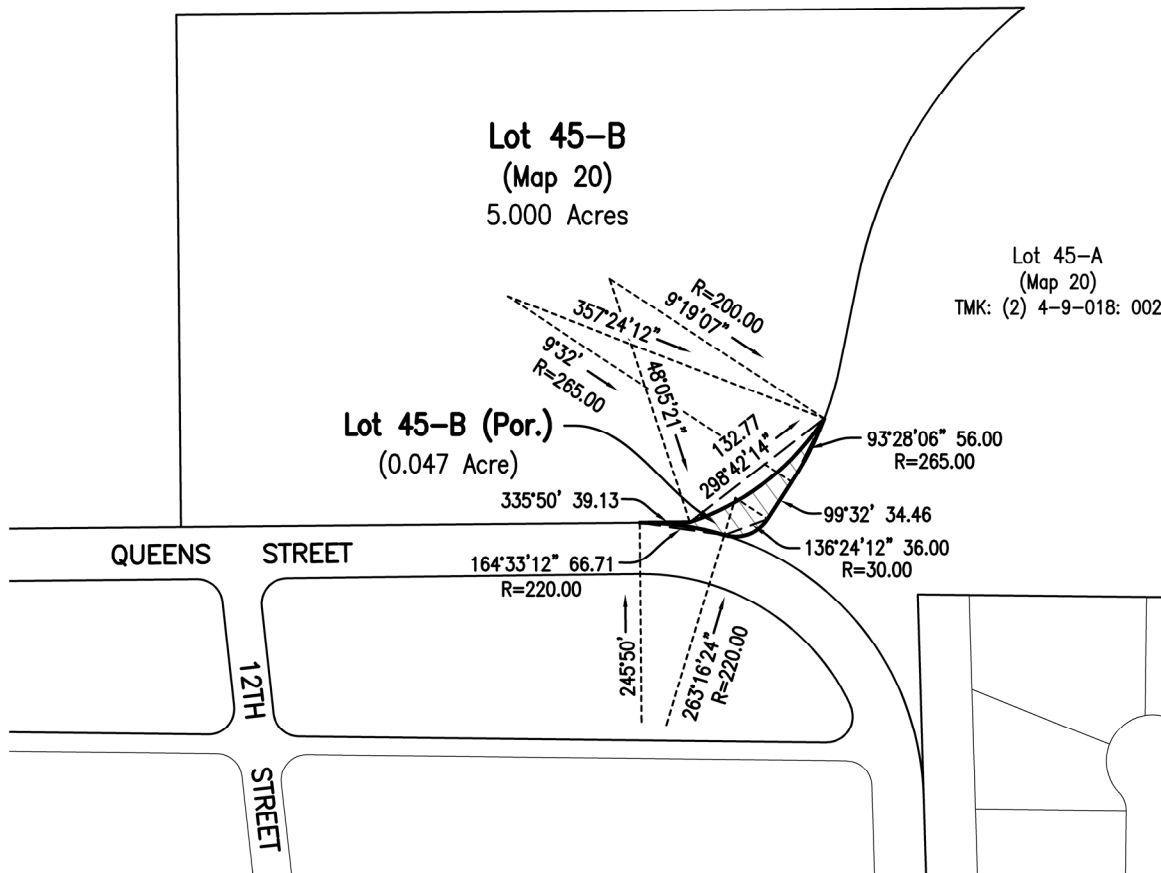 Lot 45-B
(Map 20)
5.000 Acres
Lot 45-A
(Map 20)
TMK: (2) 4-9-018: 002
R=200.00
9°19'07"
357°24'12"
9°32'
R=265.00
48°05'21"
132.77
298°42'14"
Lot 45-B (Por.)
(0.047 Acre)
93°28'06" 56.00
R=265.00
335°50' 39.13
99°32' 34.46
136°24'12" 36.00
R=30.00
QUEENS STREET
164°33'12" 66.71
R=220.00
245°50'
263°16'24"
R=220.00
12TH
STREET